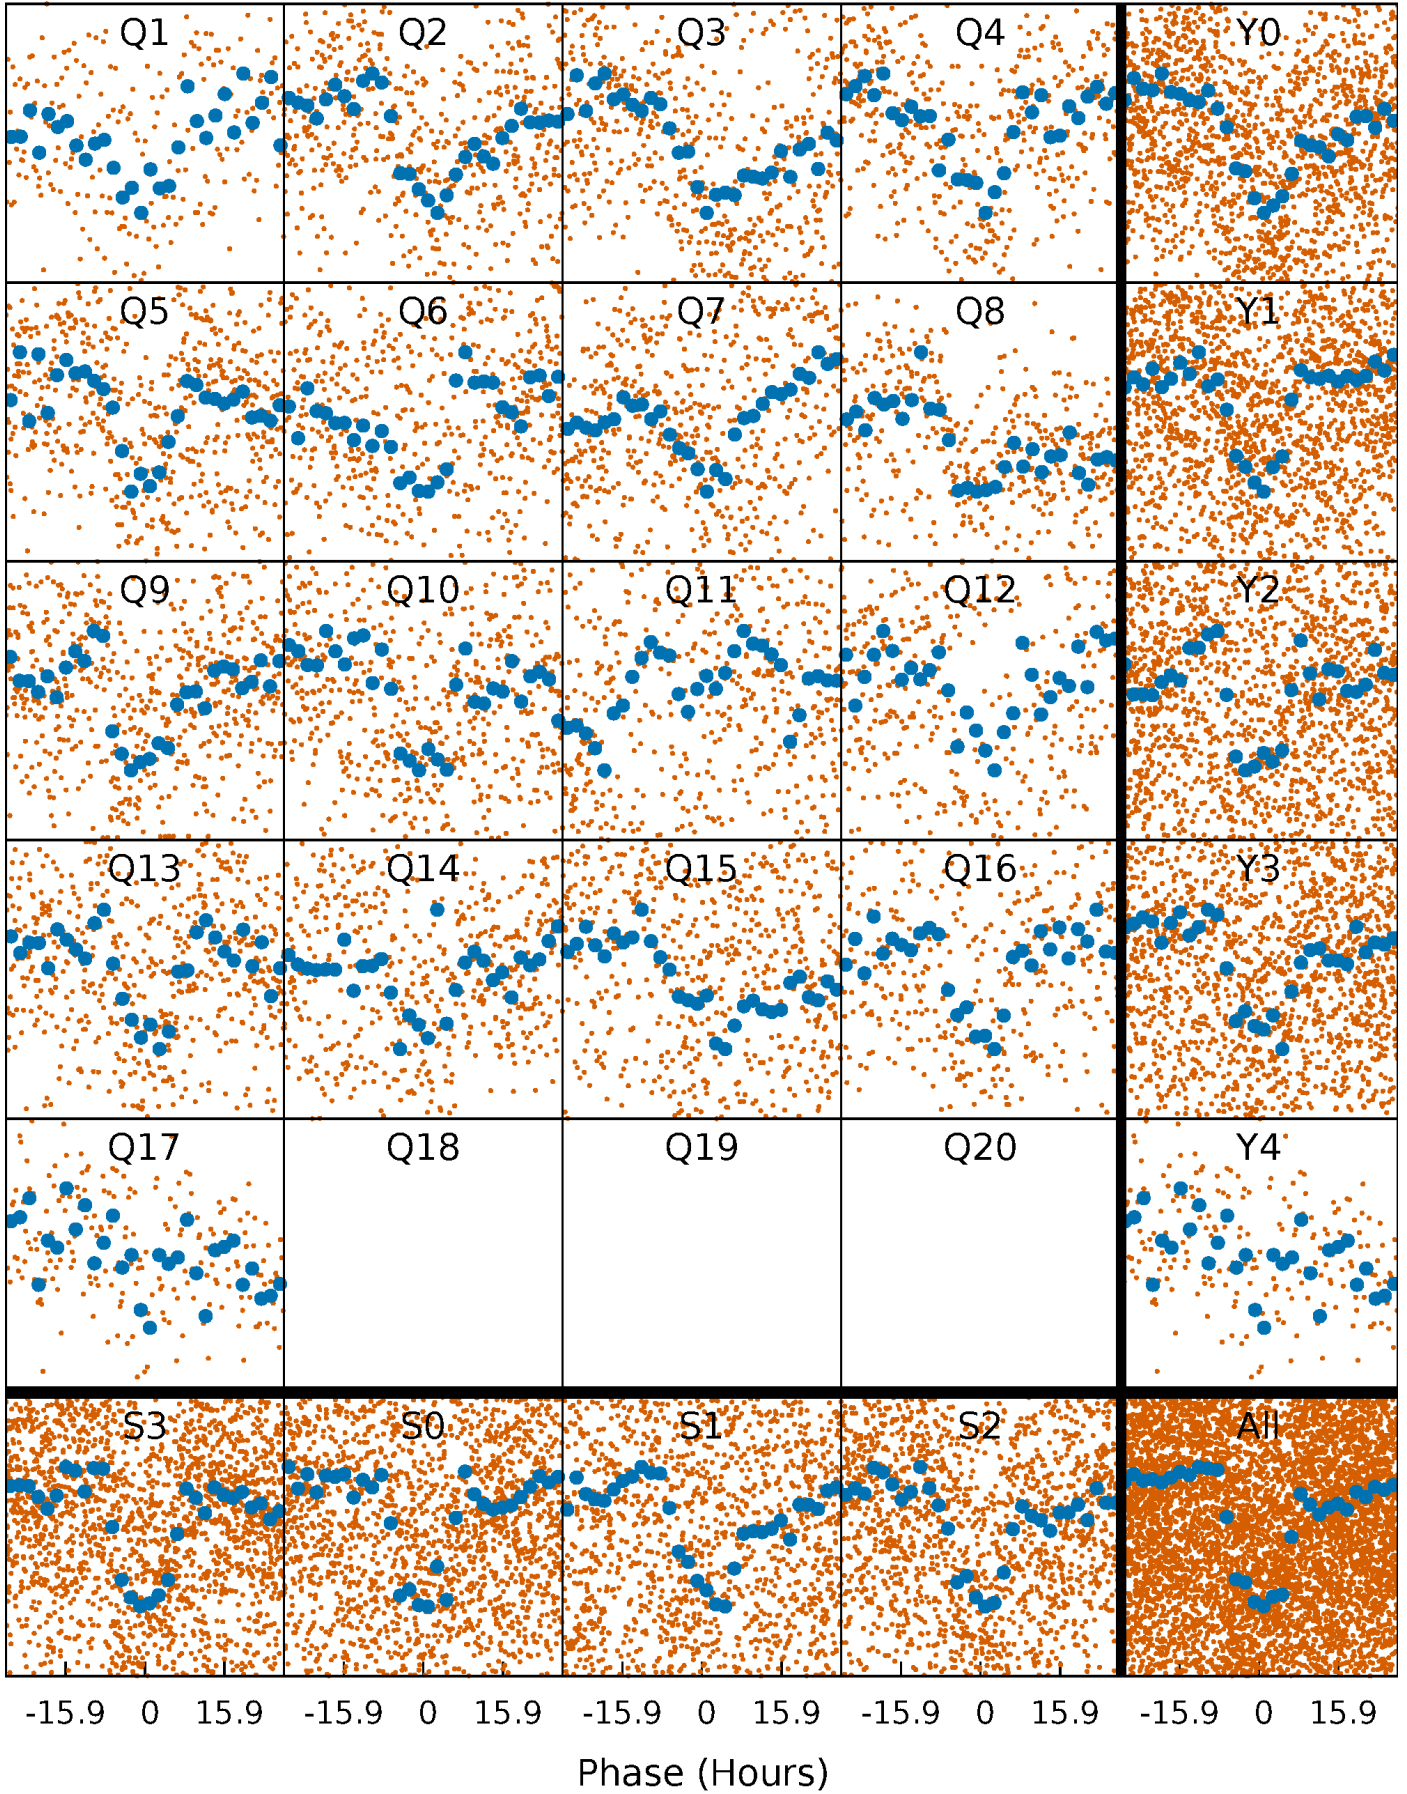 Q1 Q2 Q3 Q4 Y0
Q5 Q6 Q7 Q8 Y1
Q9 Q10 Q11 Q12 Y2
Q13 Q14 Q15 Q16 Y3
Q17 Q18 Q19 Q20 Y4
S3 S0 S1 S2 All
-15.9 0 15.9 -15.9 0 15.9 -15.9 0 15.9 -15.9 0 15.9 -15.9 0 15.9
Phase (Hours)